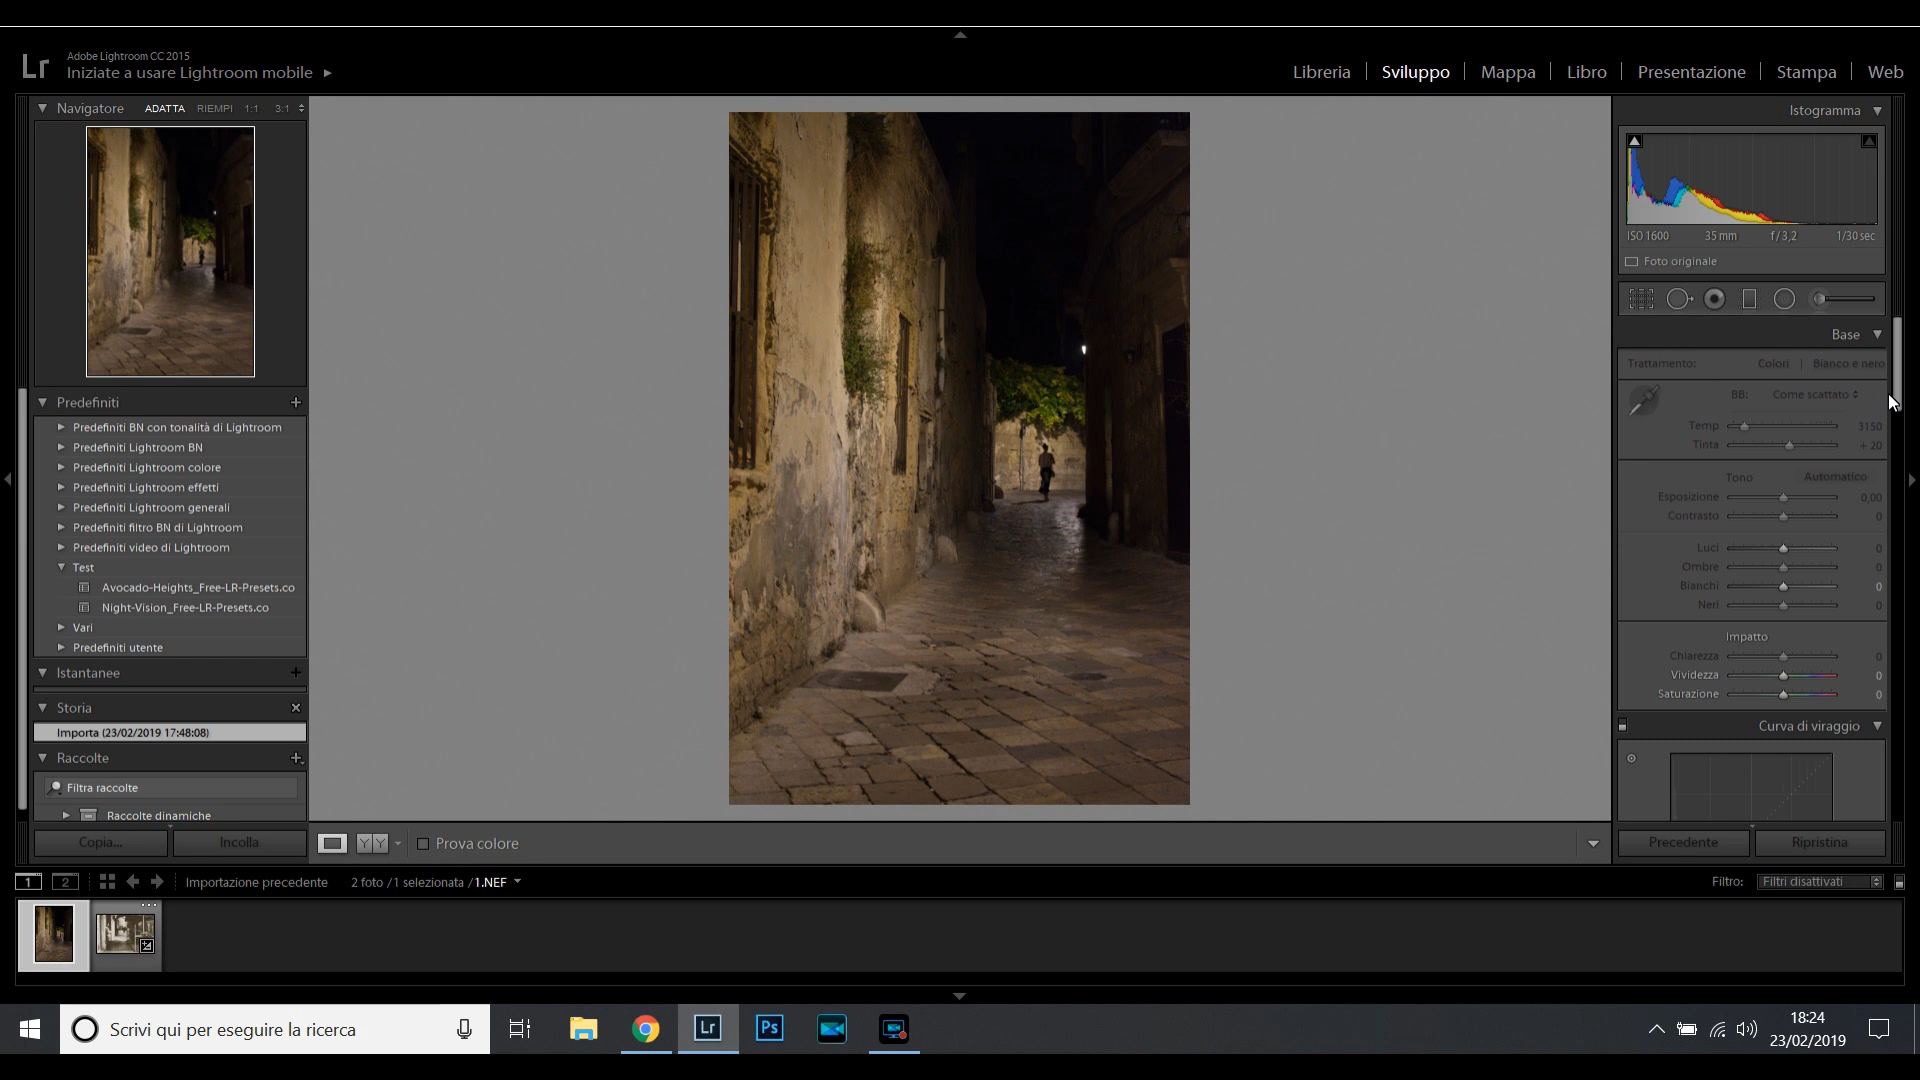 Lr
Adobe Lightroom CC 2015
Iniziate a usare Lightroom mobile
Libreria
Sviluppo
Mappa
Libro
Presentazione
Stampa
Web
Navigatore
ADATTA
RIEMPI
1:1
3:1
Predefiniti
Predefiniti BN con tonalità di Lightroom
Predefiniti Lightroom BN
Predefiniti Lightroom colore
Predefiniti Lightroom effetti
Predefiniti Lightroom generali
Predefiniti filtro BN di Lightroom
Predefiniti video di Lightroom
Test
Avocado-Heights_Free-LR-Presets.co
Night-Vision_Free-LR-Presets.co
Vari
Predefiniti utente
Istantanee
Storia
Importa (23/02/2019 17:48:08)
Raccolte
Filtra raccolte
Raccolte dinamiche
Copia...
Incolla
Prova colore
Istogramma
ISO 1600 35 mm f / 3,2 1/30 sec
Foto originale
Base
Trattamento: Colori | Bianco e nero
BB: Come scattato
Temp 3150
Tinta + 20
Tono Automatico
Esposizione 0,00
Contrasto 0
Luci 0
Ombre 0
Bianchi 0
Neri 0
Impatto
Chiarezza 0
Vividezza 0
Saturazione 0
Curva di viraggio
Precedente
Ripristina
1
2
Importazione precedente
2 foto / 1 selezionata / 1.NEF
Filtro:
Filtri disattivati
Scrivi qui per eseguire la ricerca
Lr
Ps
18:24
23/02/2019